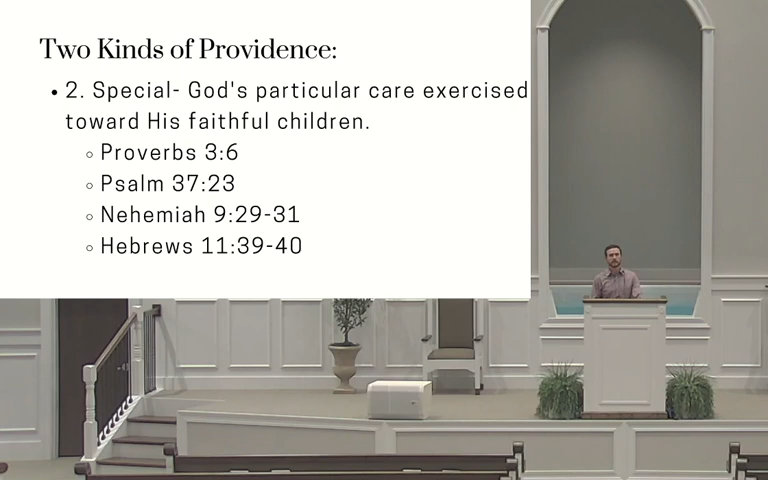 Two Kinds of Providence:
• 2. Special- God's particular care exercised
toward His faithful children.
○ Proverbs 3:6
○ Psalm 37:23
○ Nehemiah 9:29-31
○ Hebrews 11:39-40